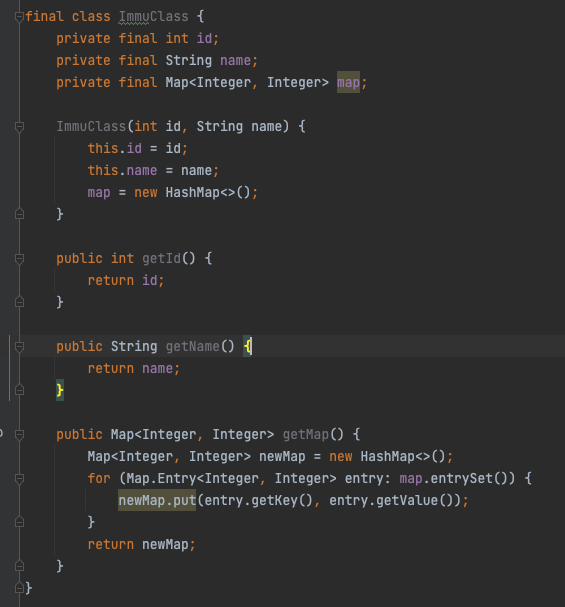 final class ImmuClass {
    private final int id;
    private final String name;
    private final Map<Integer, Integer> map;

    ImmuClass(int id, String name) {
        this.id = id;
        this.name = name;
        map = new HashMap<>();
    }

    public int getId() {
        return id;
    }

    public String getName() {
        return name;
    }

    public Map<Integer, Integer> getMap() {
        Map<Integer, Integer> newMap = new HashMap<>();
        for (Map.Entry<Integer, Integer> entry: map.entrySet()) {
            newMap.put(entry.getKey(), entry.getValue());
        }
        return newMap;
    }
}